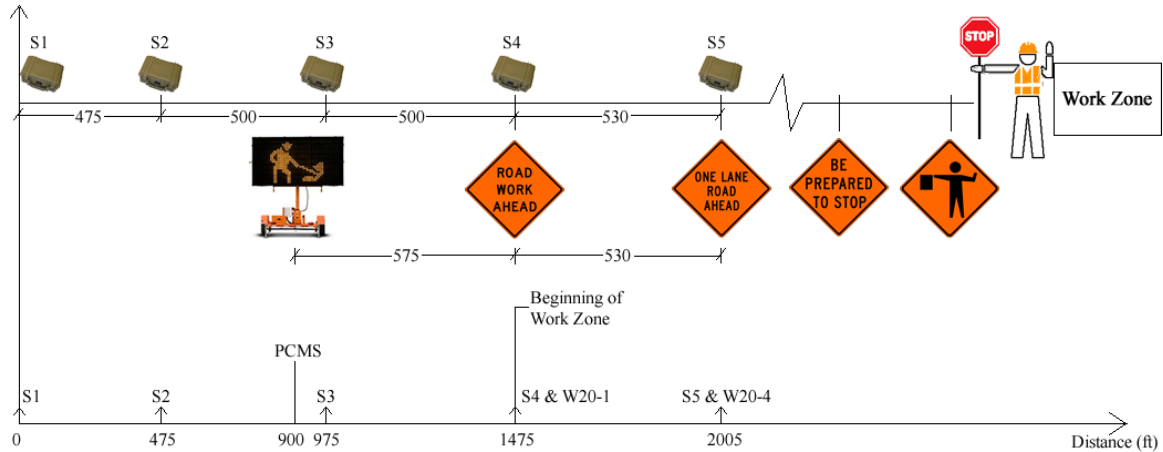 S1
S2
S3
S4
S5
STOP
Work Zone
475
500
500
530
ROAD
WORK
AHEAD
ONE LANE
ROAD
AHEAD
BE
PREPARED
TO STOP
575
530
Beginning of
Work Zone
PCMS
S1
S2
S3
S4 & W20-1
S5 & W20-4
0
475
900
975
1475
2005
Distance (ft)